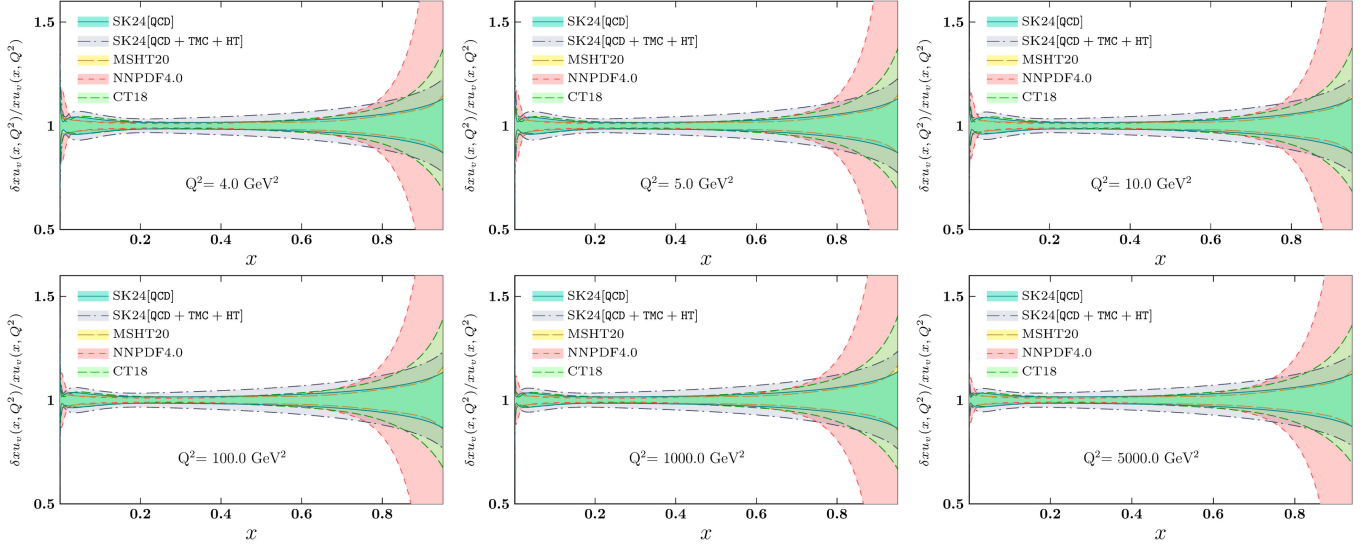 δxu_v(x, Q²)/xu_v(x, Q²)
1.5
1
0.5
SK24[QCD]
SK24[QCD + TMC + HT]
MSHT20
NNPDF4.0
CT18
Q²= 4.0 GeV²
0.2 0.4 0.6 0.8
x
δxu_v(x, Q²)/xu_v(x, Q²)
1.5
1
0.5
SK24[QCD]
SK24[QCD + TMC + HT]
MSHT20
NNPDF4.0
CT18
Q²= 5.0 GeV²
0.2 0.4 0.6 0.8
x
δxu_v(x, Q²)/xu_v(x, Q²)
1.5
1
0.5
SK24[QCD]
SK24[QCD + TMC + HT]
MSHT20
NNPDF4.0
CT18
Q²= 10.0 GeV²
0.2 0.4 0.6 0.8
x
δxu_v(x, Q²)/xu_v(x, Q²)
1.5
1
0.5
SK24[QCD]
SK24[QCD + TMC + HT]
MSHT20
NNPDF4.0
CT18
Q²= 100.0 GeV²
0.2 0.4 0.6 0.8
x
δxu_v(x, Q²)/xu_v(x, Q²)
1.5
1
0.5
SK24[QCD]
SK24[QCD + TMC + HT]
MSHT20
NNPDF4.0
CT18
Q²= 1000.0 GeV²
0.2 0.4 0.6 0.8
x
δxu_v(x, Q²)/xu_v(x, Q²)
1.5
1
0.5
SK24[QCD]
SK24[QCD + TMC + HT]
MSHT20
NNPDF4.0
CT18
Q²= 5000.0 GeV²
0.2 0.4 0.6 0.8
x